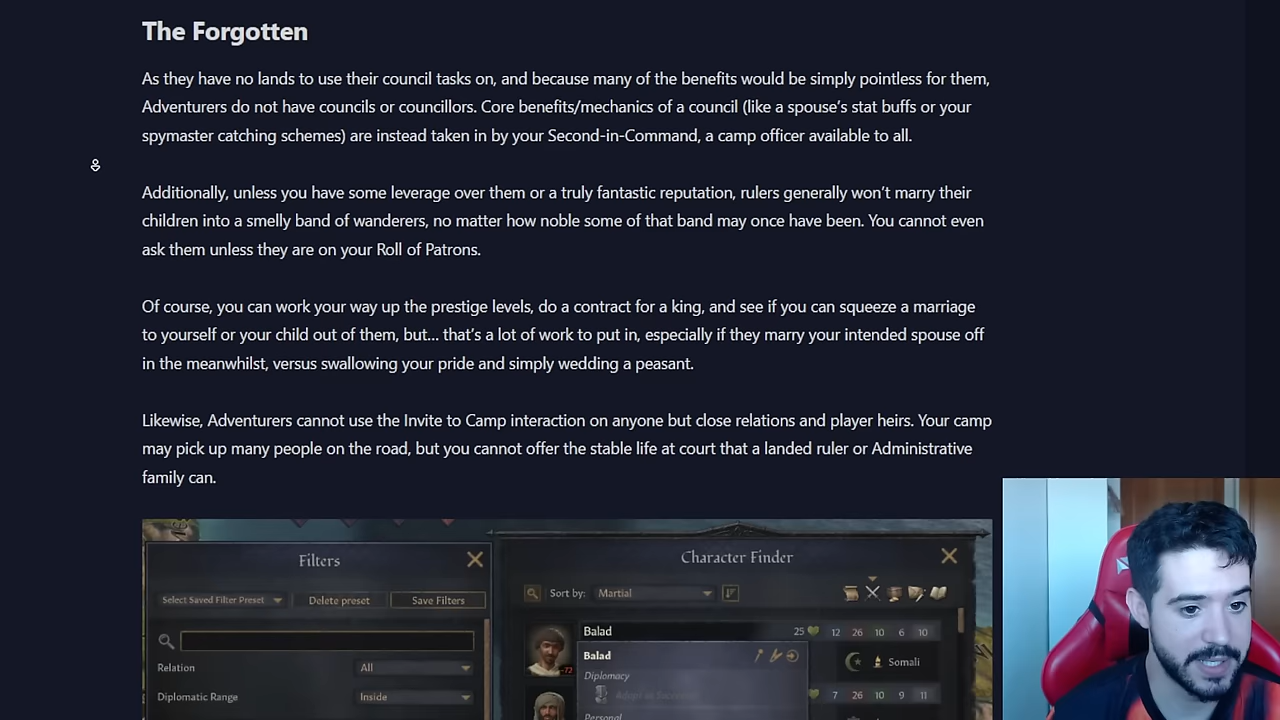 The Forgotten
As they have no lands to use their council tasks on, and because many of the benefits would be simply pointless for them,
Adventurers do not have councils or councillors. Core benefits/mechanics of a council (like a spouse's stat buffs or your
spymaster catching schemes) are instead taken in by your Second-in-Command, a camp officer available to all.
Additionally, unless you have some leverage over them or a truly fantastic reputation, rulers generally won't marry their
children into a smelly band of wanderers, no matter how noble some of that band may once have been. You cannot even
ask them unless they are on your Roll of Patrons.
Of course, you can work your way up the prestige levels, do a contract for a king, and see if you can squeeze a marriage
to yourself or your child out of them, but... that's a lot of work to put in, especially if they marry your intended spouse off
in the meanwhilst, versus swallowing your pride and simply wedding a peasant.
Likewise, Adventurers cannot use the Invite to Camp interaction on anyone but close relations and player heirs. Your camp
may pick up many people on the road, but you cannot offer the stable life at court that a landed ruler or Administrative
family can.
Filters
Select Saved Filter Preset Delete preset Save Filters
Relation All
Diplomatic Range Inside
Character Finder
Sort by: Martial
Balad 25 12 26 10 6 10
Balad
-72
Somali
Diplomacy
7 26 10 9 11
Personal